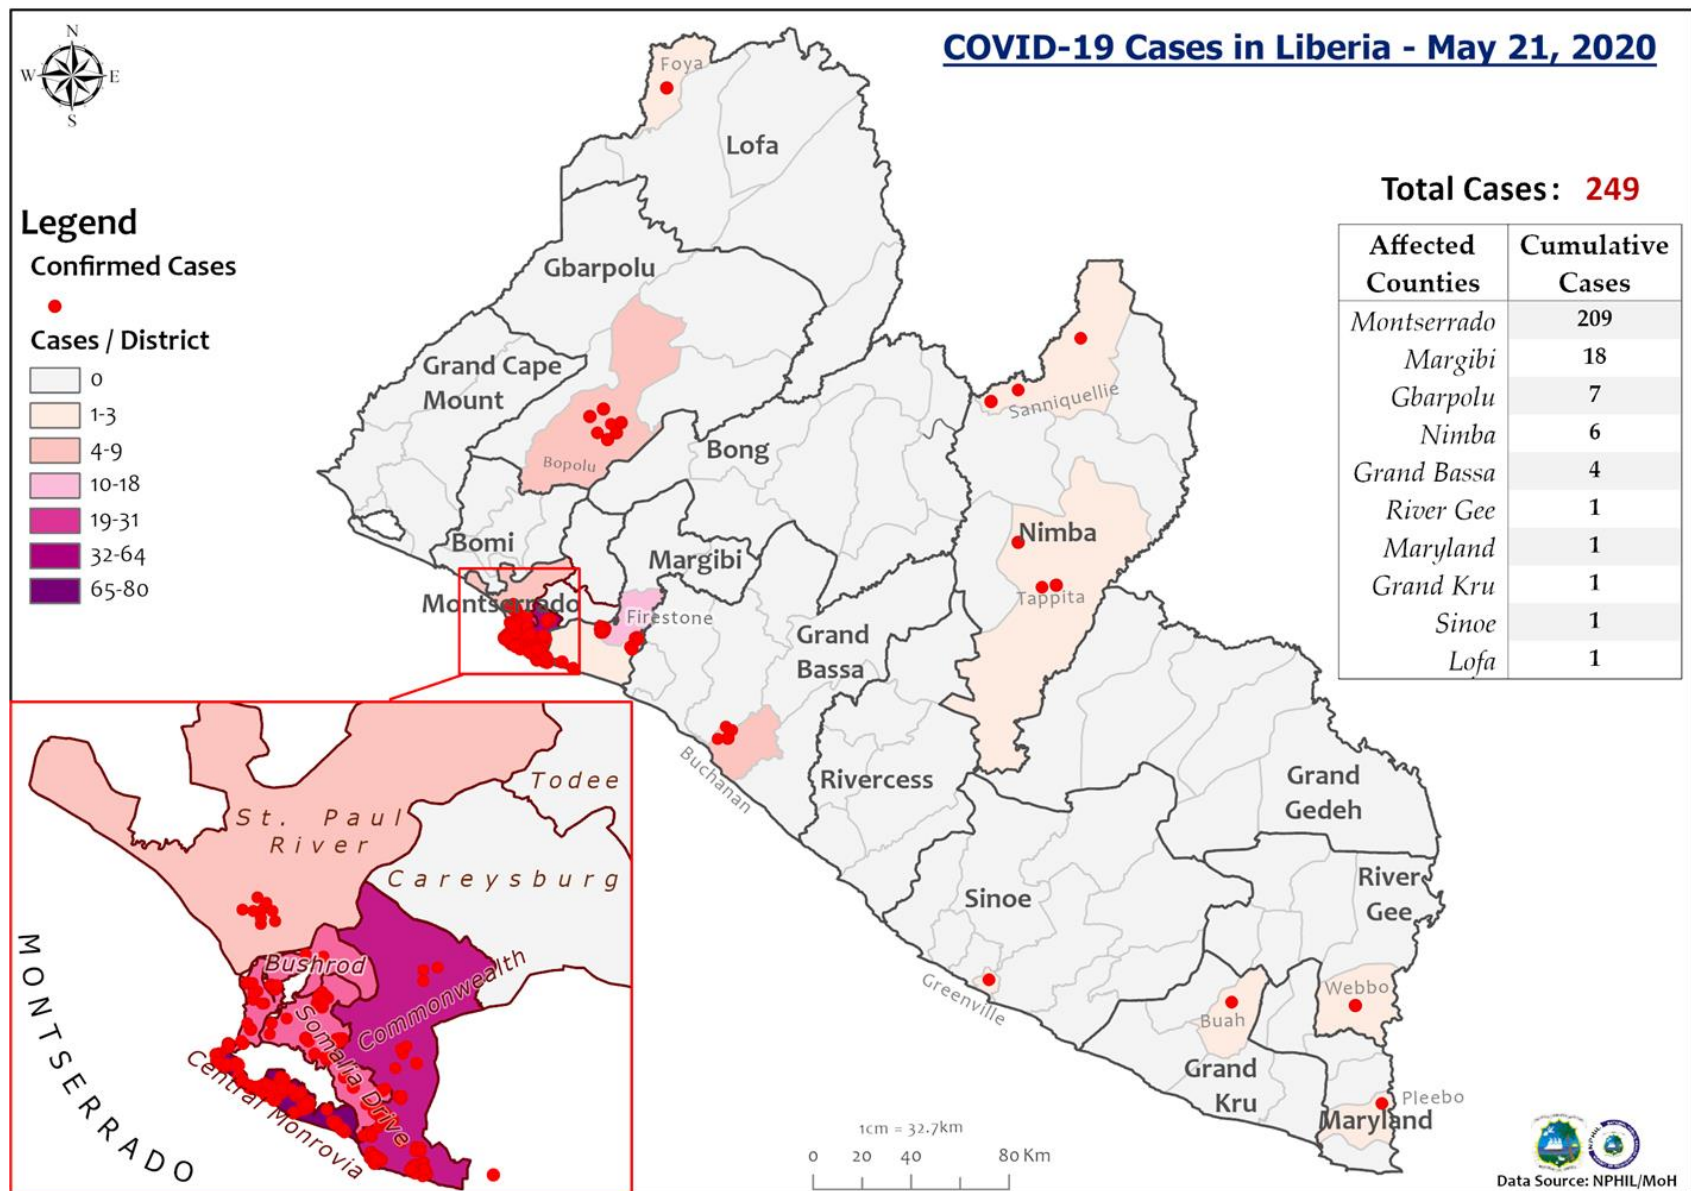 COVID-19 Cases in Liberia - May 21, 2020
N
W
E
S
Legend
Confirmed Cases
Cases / District
0
1-3
4-9
10-18
19-31
32-64
65-80
Total Cases: 249
Affected Counties Cumulative Cases
Montserrado 209
Margibi 18
Gbarpolu 7
Nimba 6
Grand Bassa 4
River Gee 1
Maryland 1
Grand Kru 1
Sinoe 1
Lofa 1
Foya
Lofa
Gbarpolu
Grand Cape
Mount
Bopolu
Bong
Sanniquellie
Bomi
Margibi
Nimba
Tappita
Montserrado
Firestone
Grand
Bassa
Buchanan
Rivercess
Grand
Gedeh
Sinoe
River
Gee
Greenville
Buah
Webbo
Grand
Kru
Pleebo
Maryland
Todee
St. Paul
River
Careysburg
Bushrod
Commonwealth
Somalia Drive
Central Monrovia
MONTSERRADO
1cm = 32.7km
0 20 40 80 Km
Data Source: NPHIL/MoH